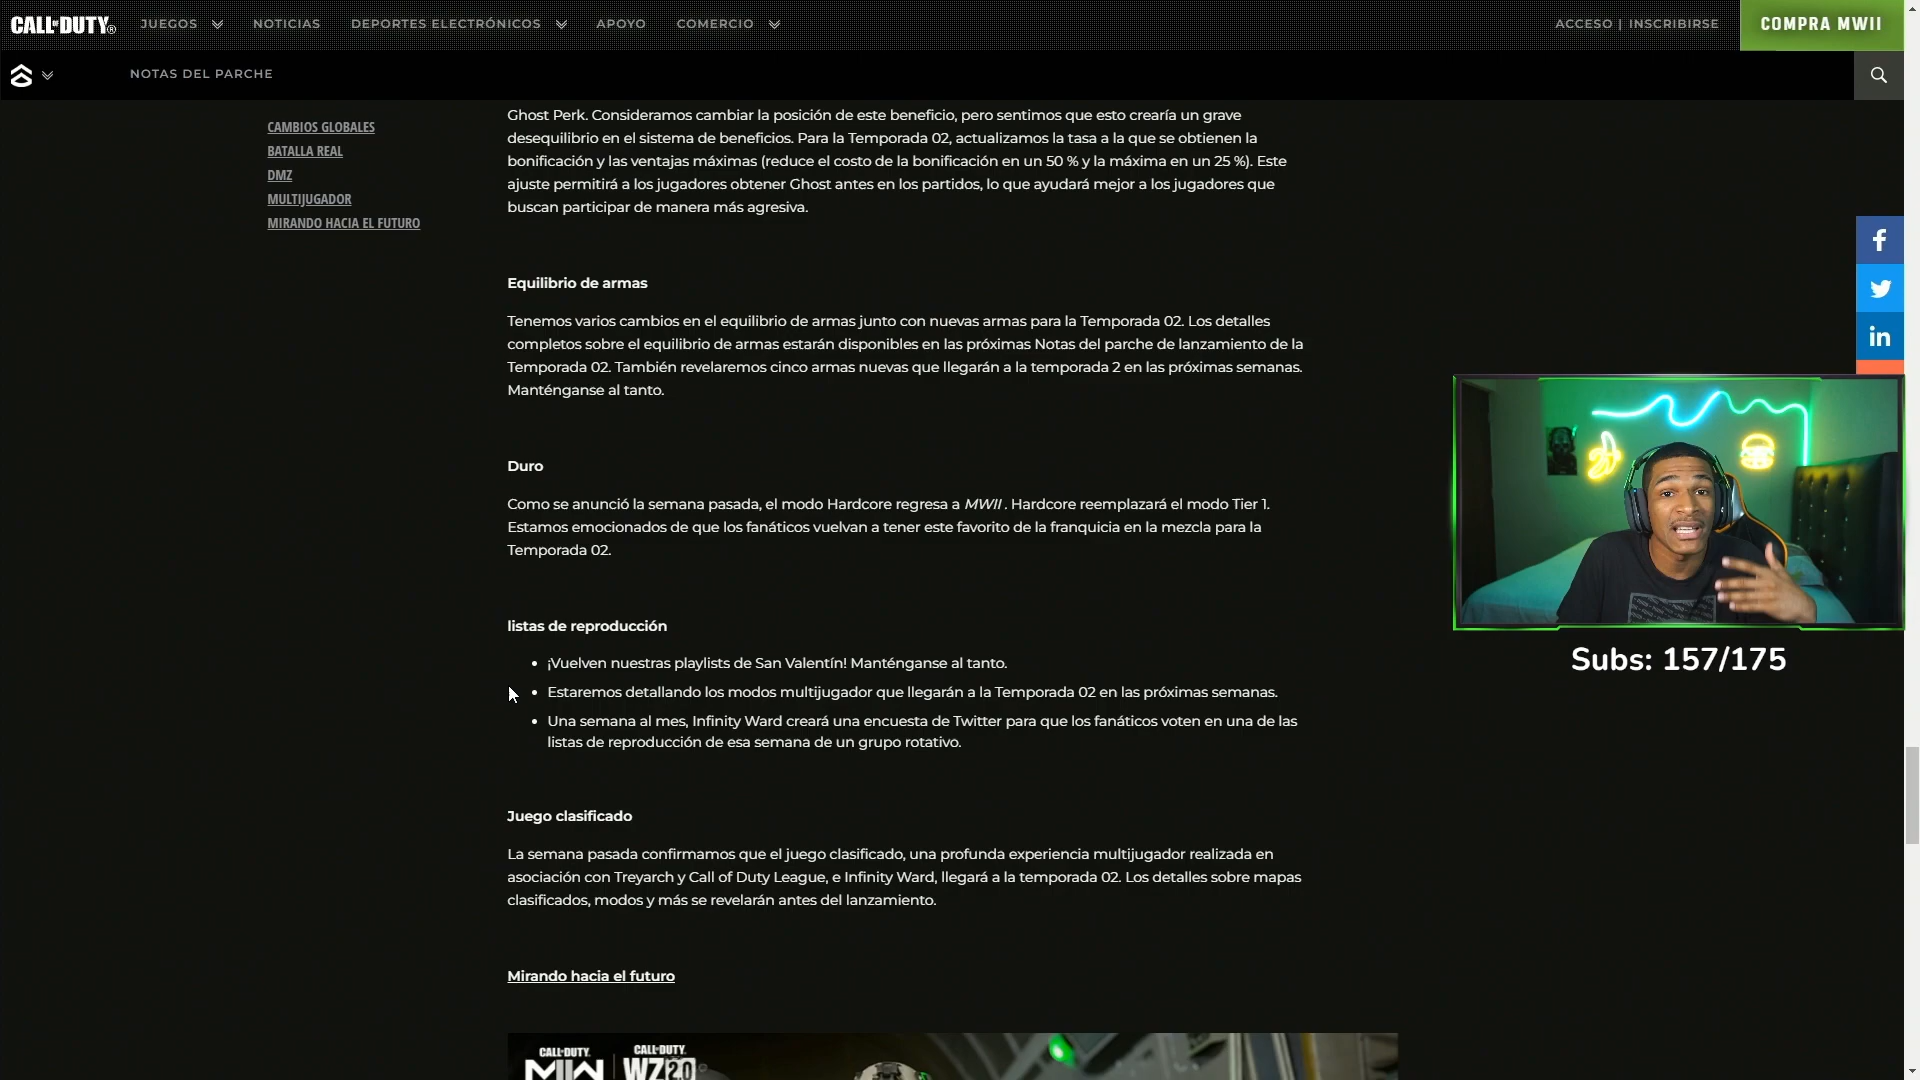 CALL OF DUTY®
JUEGOS
NOTICIAS
DEPORTES ELECTRÓNICOS
APOYO
COMERCIO
ACCESO | INSCRIBIRSE
COMPRA MWII
NOTAS DEL PARCHE
CAMBIOS GLOBALES
BATALLA REAL
DMZ
MULTIJUGADOR
MIRANDO HACIA EL FUTURO
Ghost Perk. Consideramos cambiar la posición de este beneficio, pero sentimos que esto crearía un grave
desequilibrio en el sistema de beneficios. Para la Temporada 02, actualizamos la tasa a la que se obtienen la
bonificación y las ventajas máximas (reduce el costo de la bonificación en un 50 % y la máxima en un 25 %). Este
ajuste permitirá a los jugadores obtener Ghost antes en los partidos, lo que ayudará mejor a los jugadores que
buscan participar de manera más agresiva.
Equilibrio de armas
Tenemos varios cambios en el equilibrio de armas junto con nuevas armas para la Temporada 02. Los detalles
completos sobre el equilibrio de armas estarán disponibles en las próximas Notas del parche de lanzamiento de la
Temporada 02. También revelaremos cinco armas nuevas que llegarán a la temporada 2 en las próximas semanas.
Manténganse al tanto.
Duro
Como se anunció la semana pasada, el modo Hardcore regresa a MWII . Hardcore reemplazará el modo Tier 1.
Estamos emocionados de que los fanáticos vuelvan a tener este favorito de la franquicia en la mezcla para la
Temporada 02.
listas de reproducción
• ¡Vuelven nuestras playlists de San Valentín! Manténganse al tanto.
• Estaremos detallando los modos multijugador que llegarán a la Temporada 02 en las próximas semanas.
• Una semana al mes, Infinity Ward creará una encuesta de Twitter para que los fanáticos voten en una de las
listas de reproducción de esa semana de un grupo rotativo.
Juego clasificado
La semana pasada confirmamos que el juego clasificado, una profunda experiencia multijugador realizada en
asociación con Treyarch y Call of Duty League, e Infinity Ward, llegará a la temporada 02. Los detalles sobre mapas
clasificados, modos y más se revelarán antes del lanzamiento.
Mirando hacia el futuro
CALL OF DUTY.
MW
CALL OF DUTY.
WZ 2.0
Subs: 157/175